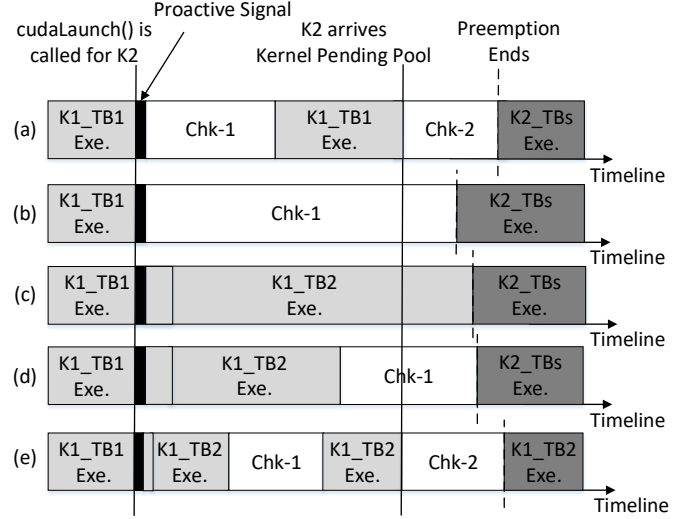 Proactive Signal
cudaLaunch() is
called for K2
K2 arrives
Kernel Pending Pool
Preemption
Ends
(a)
K1_TB1
Exe.
Chk-1
K1_TB1
Exe.
Chk-2
K2_TBs
Exe.
Timeline
(b)
K1_TB1
Exe.
Chk-1
K2_TBs
Exe.
Timeline
(c)
K1_TB1
Exe.
K1_TB2
Exe.
K2_TBs
Exe.
Timeline
(d)
K1_TB1
Exe.
K1_TB2
Exe.
Chk-1
K2_TBs
Exe.
Timeline
(e)
K1_TB1
Exe.
K1_TB2
Exe.
Chk-1
K1_TB2
Exe.
Chk-2
K1_TB2
Exe.
Timeline